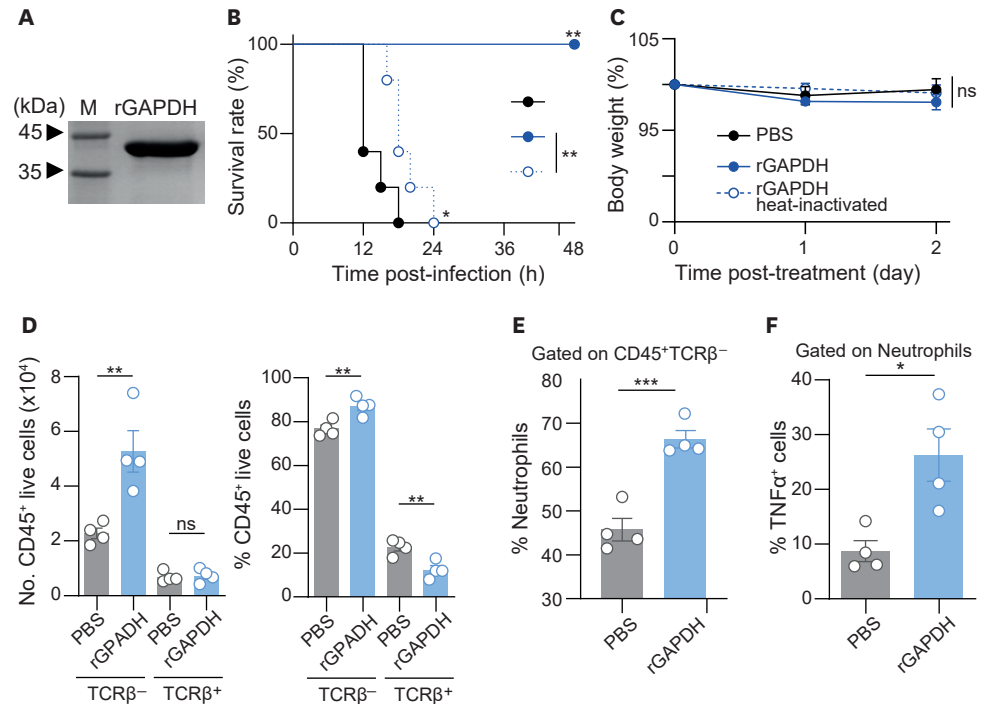 A
(kDa) M rGAPDH
45
35
B
**
100
50
0
Survival rate (%)
**
*
0 12 24 36 48
Time post-infection (h)
C
105
95
0
Body weight (%)
ns
PBS
rGAPDH
rGAPDH
heat-inactivated
0 1 2
Time post-treatment (day)
D
No. CD45⁺ live cells (x10⁴)
8
6
4
2
0
**
ns
PBS
rGPADH
PBS
rGAPDH
TCRβ– TCRβ⁺
% CD45⁺ live cells
100
80
60
40
20
0
**
**
PBS
rGPADH
PBS
rGAPDH
TCRβ– TCRβ⁺
E
Gated on CD45⁺TCRβ⁻
% Neutrophils
80
70
60
50
40
30
***
PBS
rGAPDH
F
Gated on Neutrophils
% TNFα⁺ cells
40
30
20
10
0
*
PBS
rGAPDH